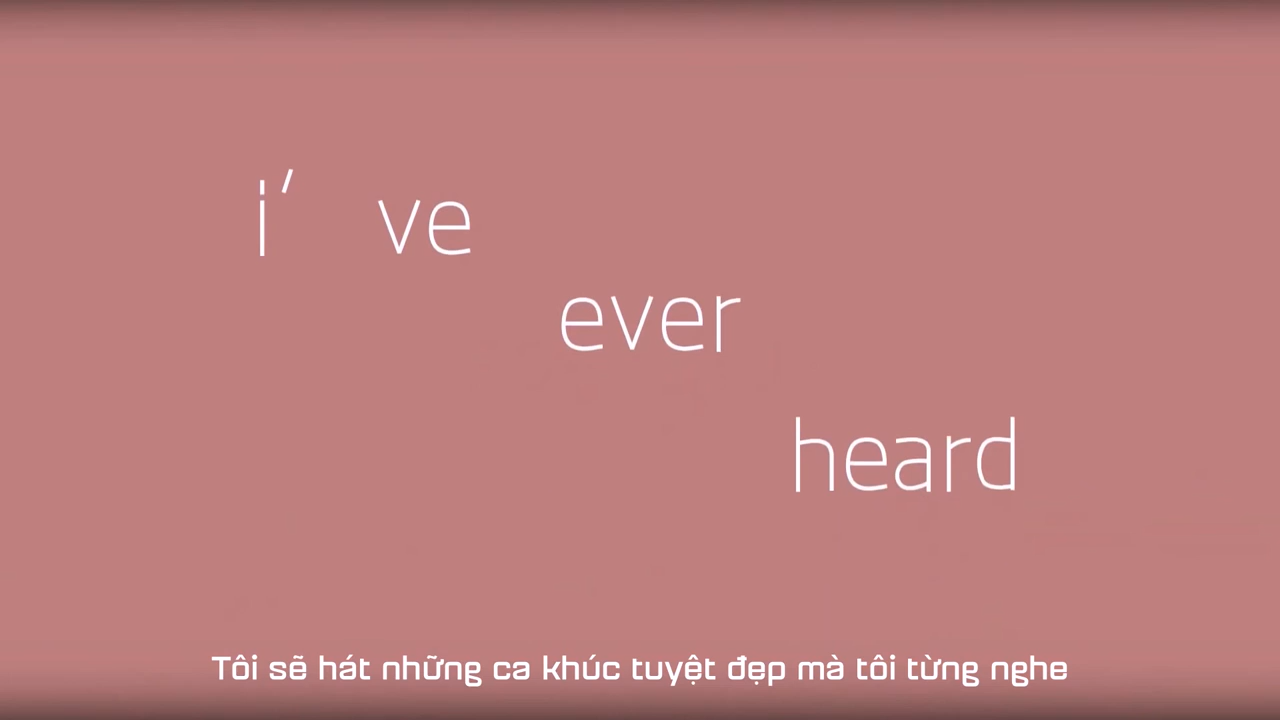 i' ve
ever
heard
Tôi sẽ hát những ca khúc tuyệt đẹp mà tôi từng nghe